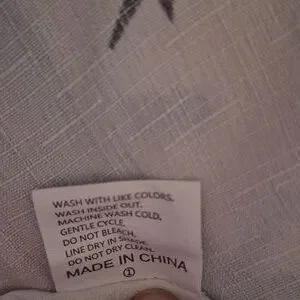 WASH WITH LIKE COLORS.
WASH INSIDE OUT.
MACHINE WASH COLD.
GENTLE CYCLE.
DO NOT BLEACH.
LINE DRY IN SHADE.
DO NOT DRY CLEAN.
MADE IN CHINA
1